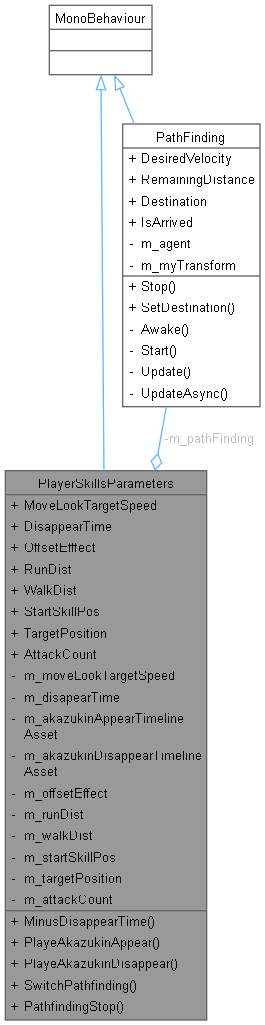 MonoBehaviour
PathFinding
+ DesiredVelocity
+ RemainingDistance
+ Destination
+ IsArrived
- m_agent
- m_myTransform
+ Stop()
+ SetDestination()
- Awake()
- Start()
- Update()
- UpdateAsync()
-m_pathFinding
PlayerSkillsParameters
+ MoveLookTargetSpeed
+ DisappearTime
+ OffsetEfffect
+ RunDist
+ WalkDist
+ StartSkillPos
+ TargetPosition
+ AttackCount
- m_moveLookTargetSpeed
- m_disapearTime
- m_akazukinAppearTimeline
Asset
- m_akazukinDisappearTimeline
Asset
- m_offsetEffect
- m_runDist
- m_walkDist
- m_startSkillPos
- m_targetPosition
- m_attackCount
+ MinusDisappearTime()
+ PlayeAkazukinAppear()
+ PlayeAkazukinDisappear()
+ SwitchPathfinding()
+ PathfindingStop()